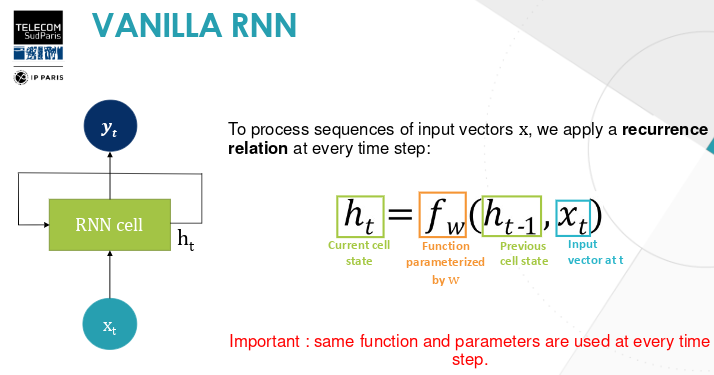 TELECOM
SudParis
IP PARIS
VANILLA RNN
y_t
RNN cell
h_t
x_t
To process sequences of input vectors x, we apply a recurrence
relation at every time step:
h_t = f_w(h_{t-1}, x_t)
Current cell
state
Function
parameterized
by w
Previous
cell state
Input
vector at t
Important : same function and parameters are used at every time
step.